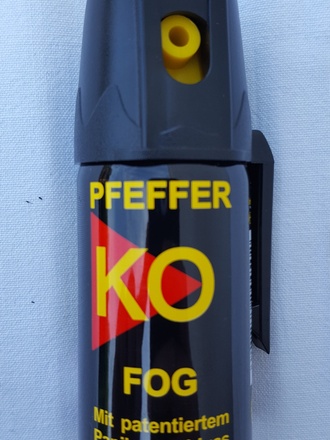 PFEFFER
KO
FOG
Mit patentiertem